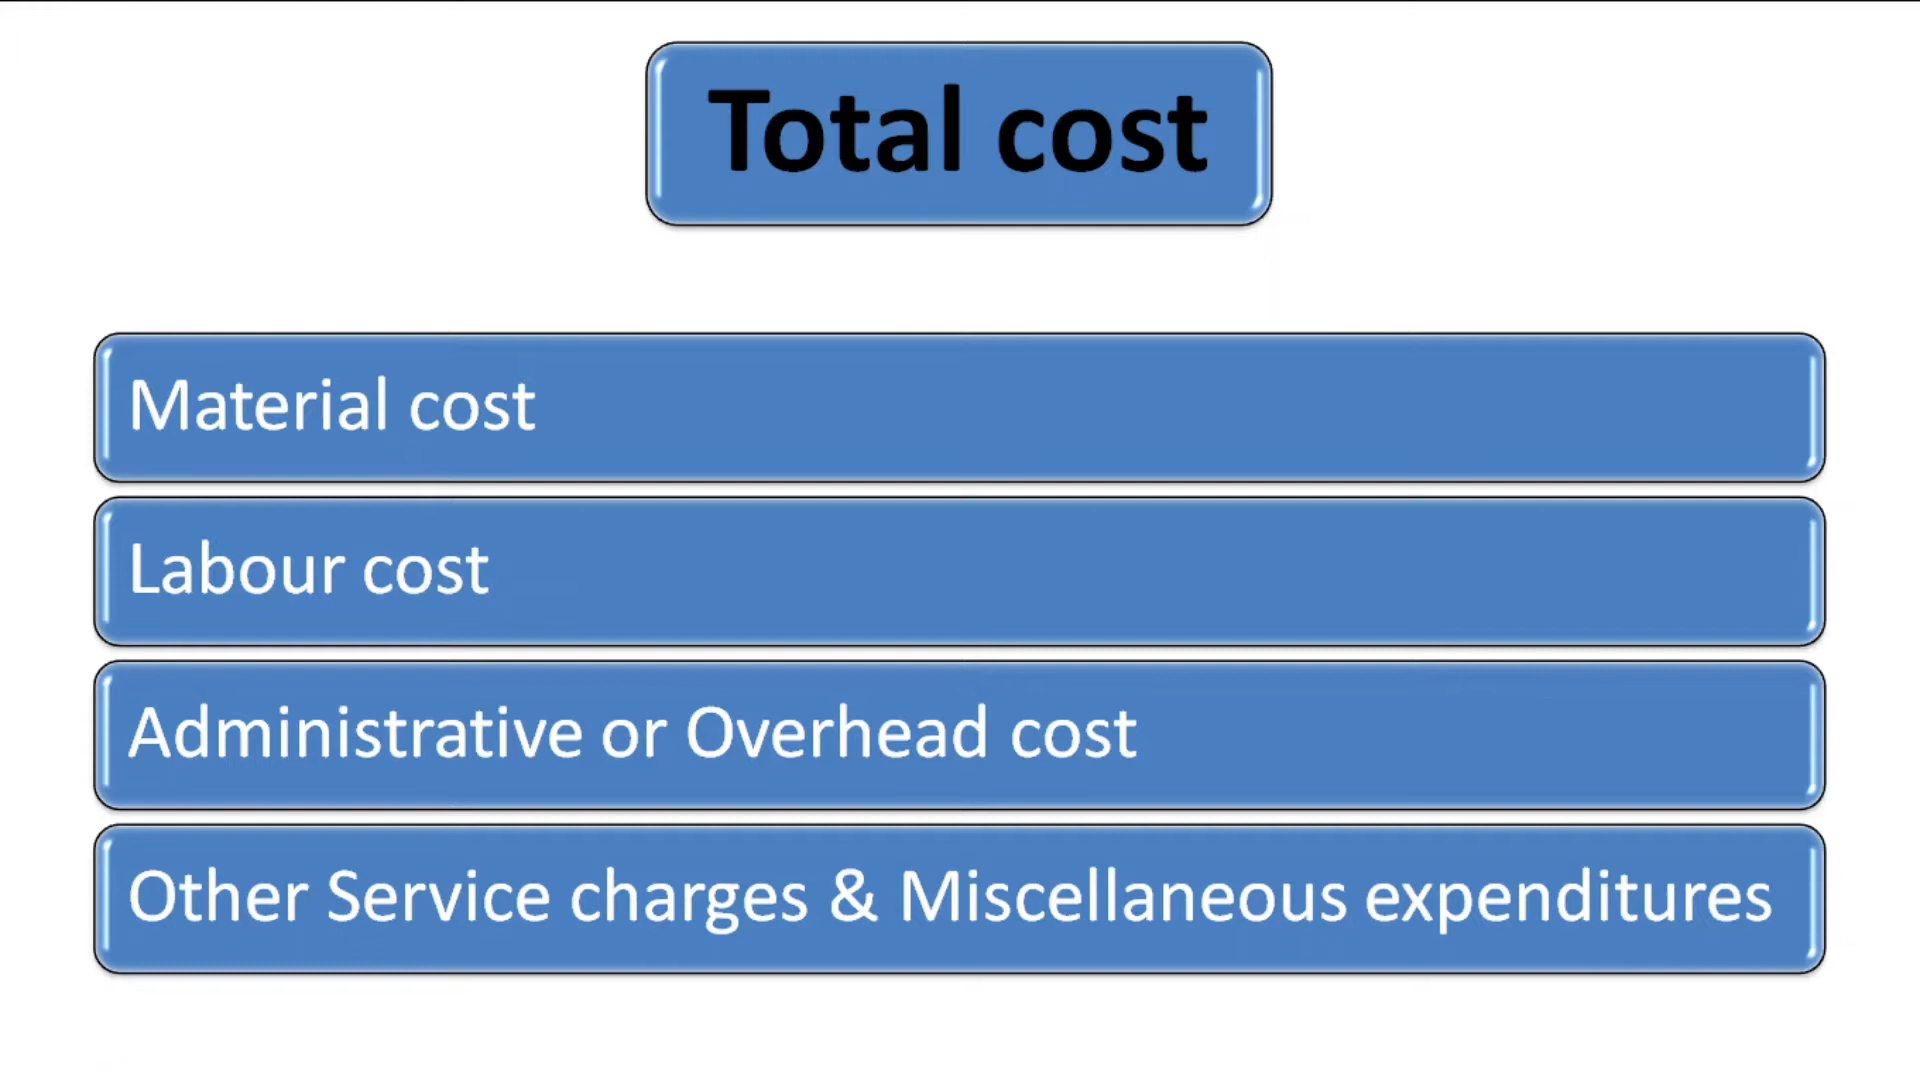 Total cost
Material cost
Labour cost
Administrative or Overhead cost
Other Service charges & Miscellaneous expenditures